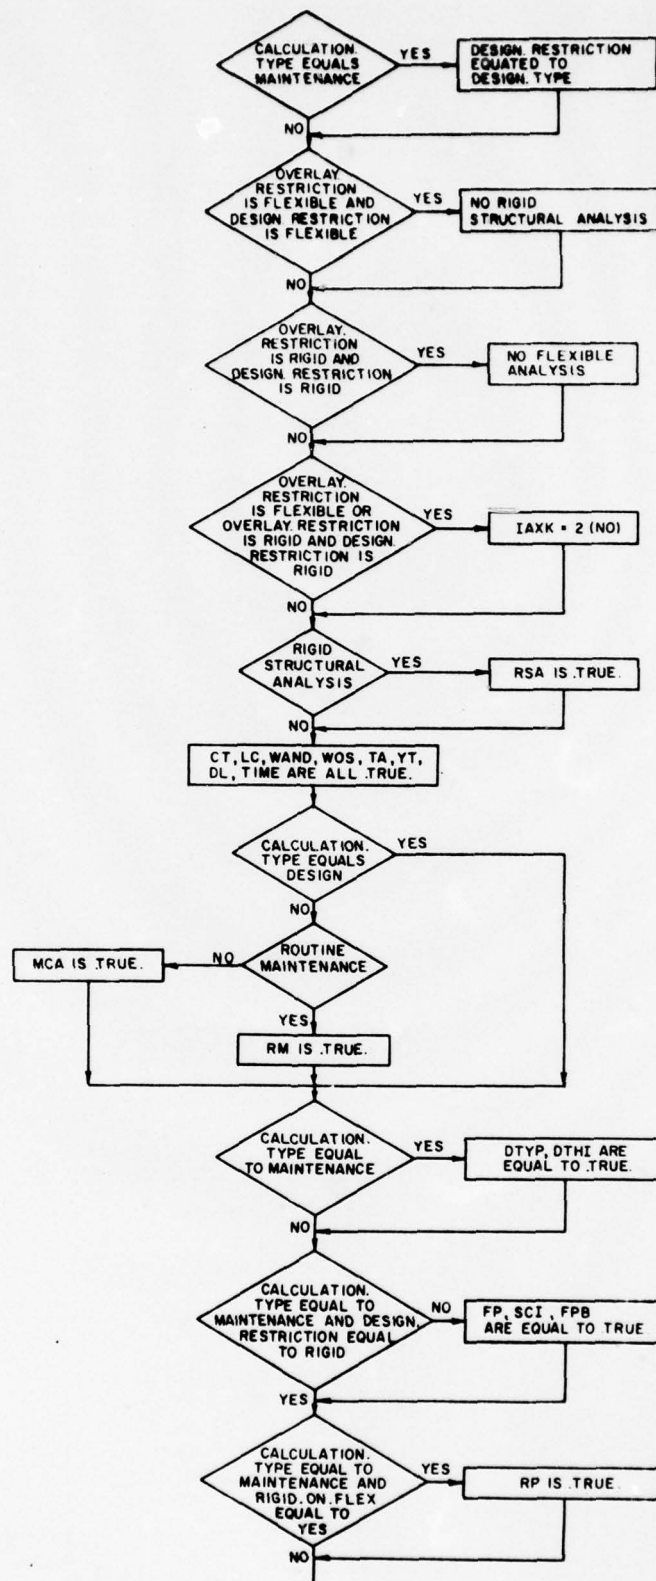 CALCULATION.
TYPE EQUALS
MAINTENANCE
YES
DESIGN. RESTRICTION
EQUATED TO
DESIGN. TYPE
NO
OVERLAY.
RESTRICTION
IS FLEXIBLE AND
DESIGN. RESTRICTION
IS FLEXIBLE
YES
NO RIGID
STRUCTURAL ANALYSIS
NO
OVERLAY.
RESTRICTION
IS RIGID AND
DESIGN. RESTRICTION
IS RIGID
YES
NO FLEXIBLE
ANALYSIS
NO
OVERLAY.
RESTRICTION
IS FLEXIBLE OR
OVERLAY. RESTRICTION
IS RIGID AND DESIGN.
RESTRICTION IS
RIGID
YES
IAXK = 2 (NO)
NO
RIGID
STRUCTURAL
ANALYSIS
YES
RSA IS .TRUE.
NO
CT, LC, WAND, WOS, TA, YT,
DL, TIME ARE ALL .TRUE.
CALCULATION.
TYPE EQUALS
DESIGN
YES
NO
ROUTINE
MAINTENANCE
NO
MCA IS .TRUE.
YES
RM IS .TRUE.
CALCULATION.
TYPE EQUAL
TO MAINTENANCE
YES
DTYP, DTHI ARE
EQUAL TO .TRUE.
NO
CALCULATION.
TYPE EQUAL TO
MAINTENANCE AND DESIGN.
RESTRICTION EQUAL
TO RIGID
NO
FP, SCI, FPB
ARE EQUAL TO TRUE
YES
CALCULATION.
TYPE EQUAL TO
MAINTENANCE AND
RIGID.ON.FLEX
EQUAL TO
YES
YES
RP IS .TRUE.
NO